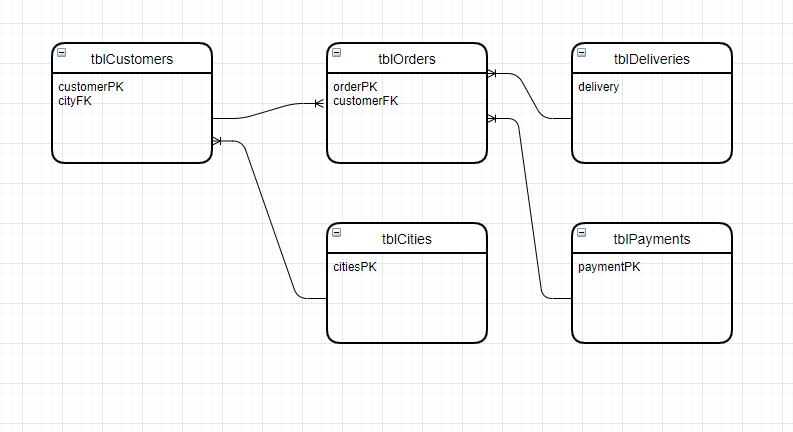 tblCustomers
customerPK
cityFK
tblOrders
orderPK
customerFK
tblDeliveries
delivery
tblCities
citiesPK
tblPayments
paymentPK